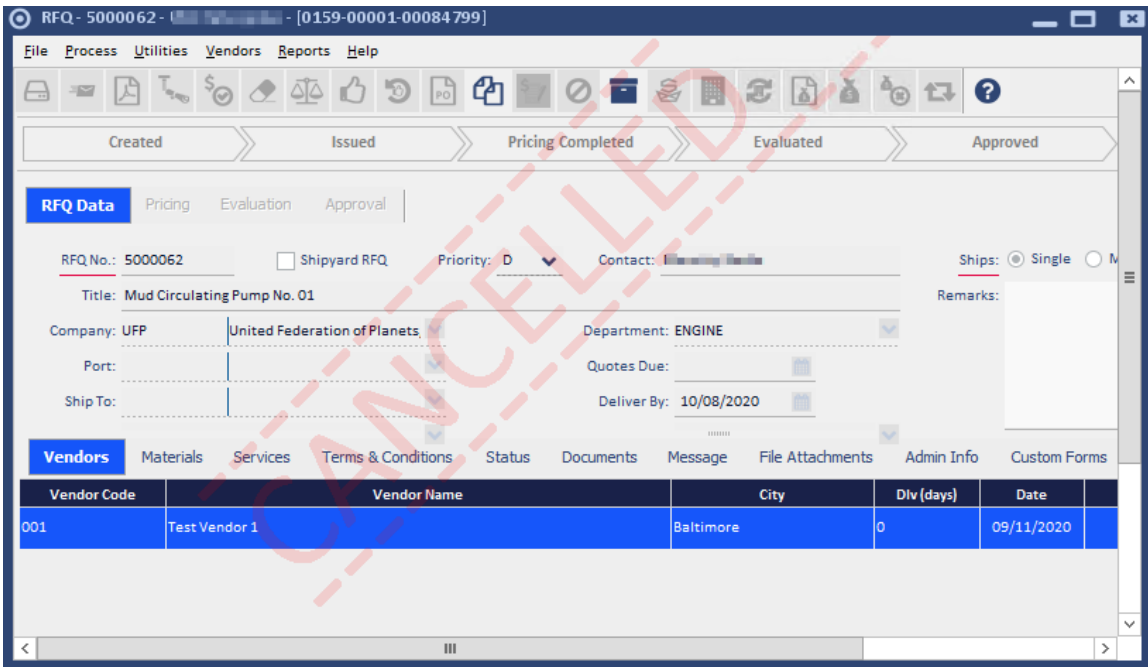 RFQ - 5000062 - - [0159-00001-00084799]
File Process Utilities Vendors Reports Help
Created Issued Pricing Completed Evaluated Approved
RFQ Data Pricing Evaluation Approval
RFQ No.: 5000062 Shipyard RFQ Priority: D Contact: Ships: Single M
Title: Mud Circulating Pump No. 01 Remarks:
Company: UFP United Federation of Planets, Department: ENGINE
Port: Quotes Due:
Ship To: Deliver By: 10/08/2020
CANCELLED
Vendors Materials Services Terms & Conditions Status Documents Message File Attachments Admin Info Custom Forms
Vendor Code Vendor Name City Dlv (days) Date
001 Test Vendor 1 Baltimore 0 09/11/2020